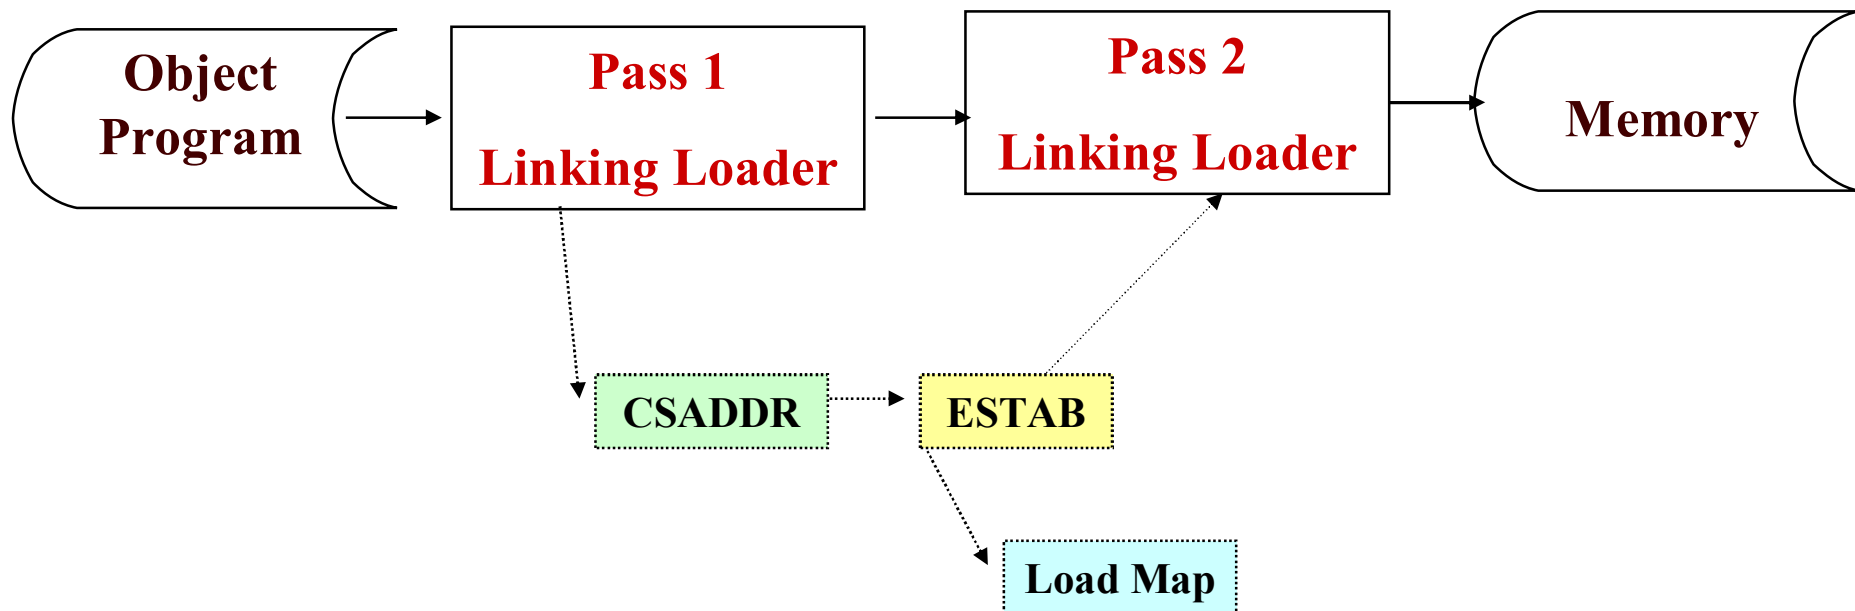 Object
Program
Pass 1
Linking Loader
Pass 2
Linking Loader
Memory
CSADDR
ESTAB
Load Map